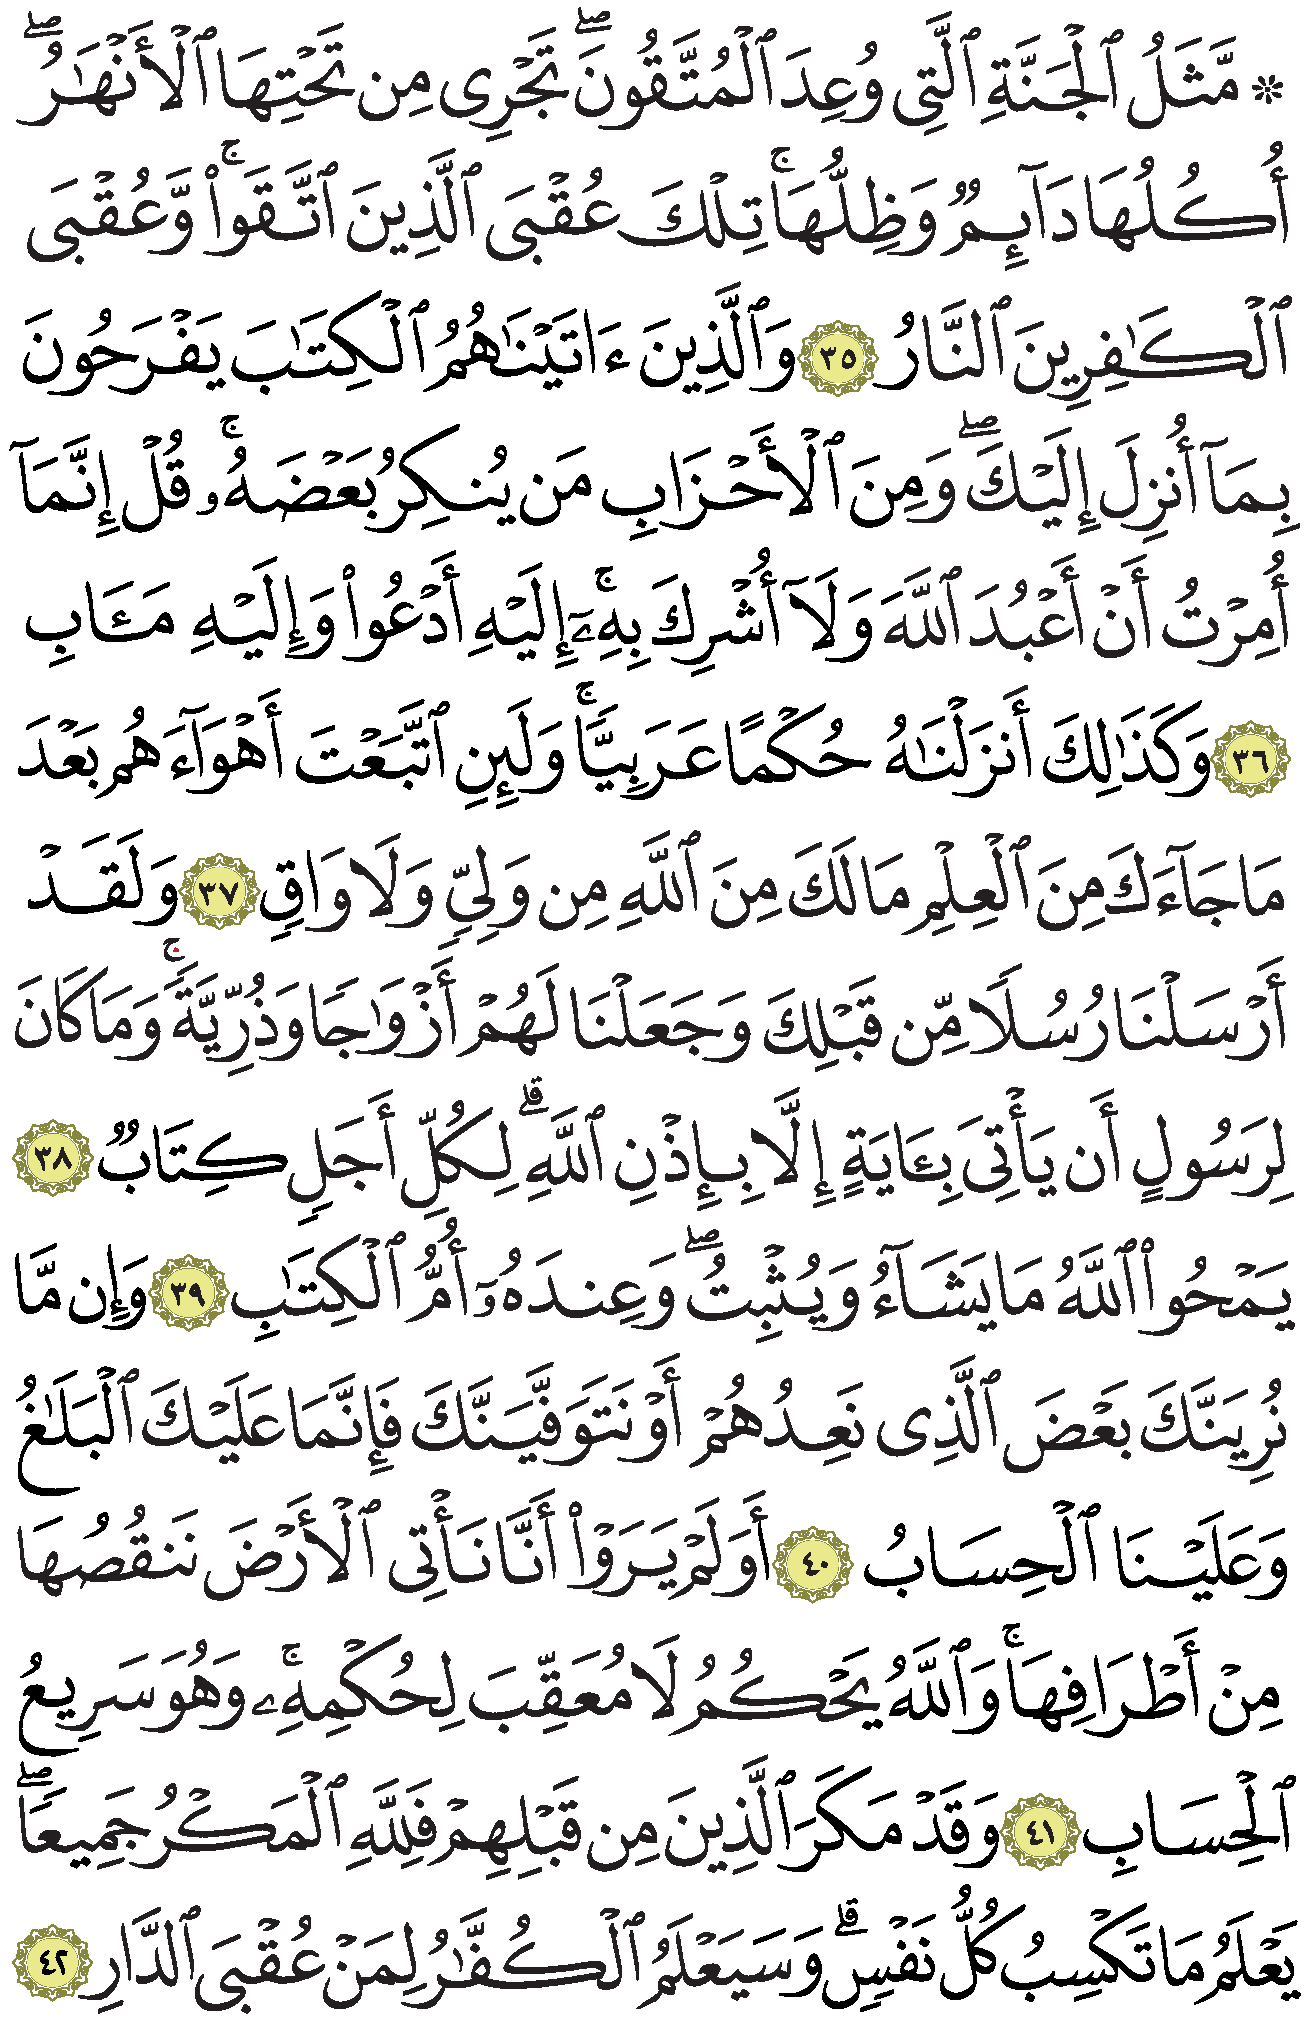 ۞ مَّثَلُ ٱلْجَنَّةِ ٱلَّتِى وُعِدَ ٱلْمُتَّقُونَ ۖ تَجْرِى مِن تَحْتِهَا ٱلْأَنْهَـٰرُ ۖ
أُكُلُهَا دَآئِمٌ وَظِلُّهَا ۚ تِلْكَ عُقْبَى ٱلَّذِينَ ٱتَّقَوا۟ ۚ وَّعُقْبَى
ٱلْكَـٰفِرِينَ ٱلنَّارُ ٣٥ وَٱلَّذِينَ ءَاتَيْنَـٰهُمُ ٱلْكِتَـٰبَ يَفْرَحُونَ
بِمَآ أُنزِلَ إِلَيْكَ ۖ وَمِنَ ٱلْأَحْزَابِ مَن يُنكِرُ بَعْضَهُۥ ۚ قُلْ إِنَّمَآ
أُمِرْتُ أَنْ أَعْبُدَ ٱللَّهَ وَلَآ أُشْرِكَ بِهِۦٓ ۚ إِلَيْهِ أَدْعُوا۟ وَإِلَيْهِ مَـَٔابِ
٣٦ وَكَذَٰلِكَ أَنزَلْنَـٰهُ حُكْمًا عَرَبِيًّا ۚ وَلَئِنِ ٱتَّبَعْتَ أَهْوَآءَهُم بَعْدَ
مَا جَآءَكَ مِنَ ٱلْعِلْمِ مَا لَكَ مِنَ ٱللَّهِ مِن وَلِىٍّ وَلَا وَاقٍ ٣٧ وَلَقَدْ
أَرْسَلْنَا رُسُلًا مِّن قَبْلِكَ وَجَعَلْنَا لَهُمْ أَزْوَٰجًا وَذُرِّيَّةً ۚ وَمَا كَانَ
لِرَسُولٍ أَن يَأْتِىَ بِـَٔايَةٍ إِلَّا بِإِذْنِ ٱللَّهِ ۗ لِكُلِّ أَجَلٍ كِتَابٌ ٣٨
يَمْحُوا۟ ٱللَّهُ مَا يَشَآءُ وَيُثْبِتُ ۖ وَعِندَهُۥٓ أُمُّ ٱلْكِتَـٰبِ ٣٩ وَإِن مَّا
نُرِيَنَّكَ بَعْضَ ٱلَّذِى نَعِدُهُمْ أَوْ نَتَوَفَّيَنَّكَ فَإِنَّمَا عَلَيْكَ ٱلْبَلَـٰغُ
وَعَلَيْنَا ٱلْحِسَابُ ٤٠ أَوَلَمْ يَرَوْا۟ أَنَّا نَأْتِى ٱلْأَرْضَ نَنقُصُهَا
مِنْ أَطْرَافِهَا ۚ وَٱللَّهُ يَحْكُمُ لَا مُعَقِّبَ لِحُكْمِهِۦ ۚ وَهُوَ سَرِيعُ
ٱلْحِسَابِ ٤١ وَقَدْ مَكَرَ ٱلَّذِينَ مِن قَبْلِهِمْ فَلِلَّهِ ٱلْمَكْرُ جَمِيعًا ۖ
يَعْلَمُ مَا تَكْسِبُ كُلُّ نَفْسٍ ۗ وَسَيَعْلَمُ ٱلْكُفَّـٰرُ لِمَنْ عُقْبَى ٱلدَّارِ ٤٢